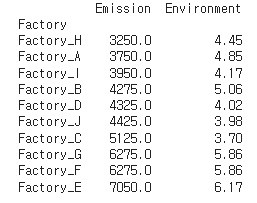 Emission Environment
Factory
Factory_H 3250.0 4.45
Factory_A 3750.0 4.85
Factory_I 3950.0 4.17
Factory_B 4275.0 5.06
Factory_D 4325.0 4.02
Factory_J 4425.0 3.98
Factory_C 5125.0 3.70
Factory_G 6275.0 5.86
Factory_F 6275.0 5.86
Factory_E 7050.0 6.17